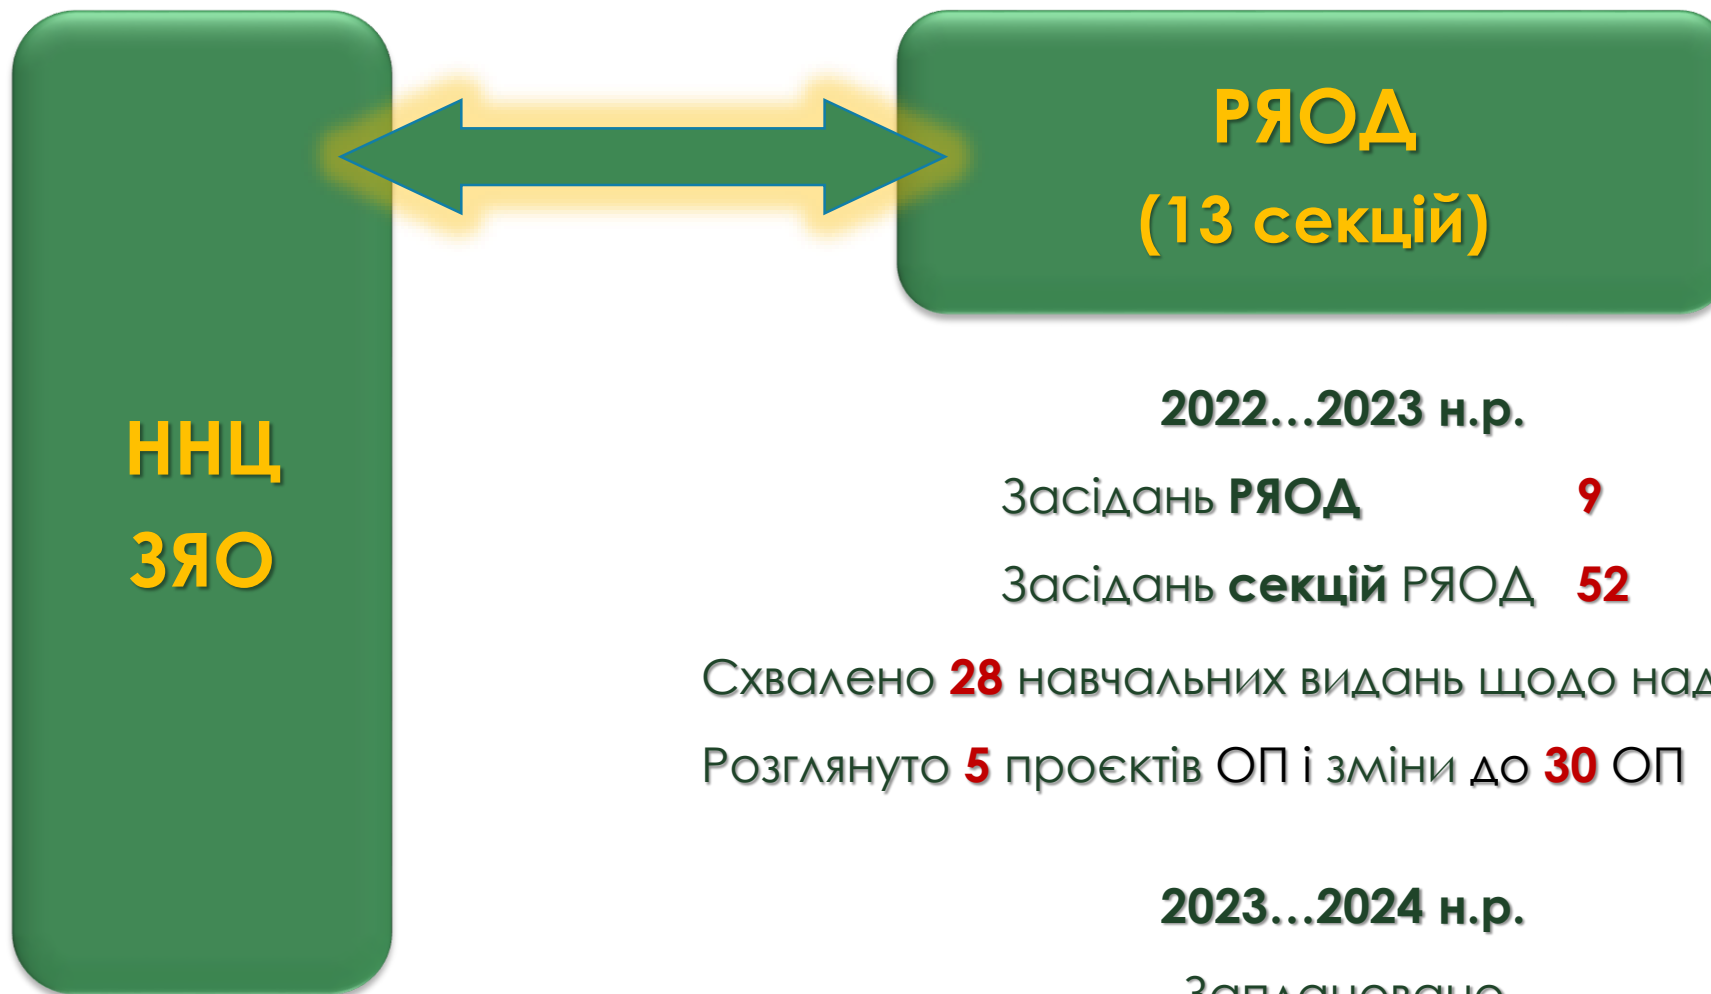 ННЦ
ЗЯО
РЯОД
(13 секцій)
2022...2023 н.р.
Засідань РЯОД 9
Засідань секцій РЯОД 52
Схвалено 28 навчальних видань щодо
Розглянуто 5 проєктів ОП і зміни до 30 ОП
2023...2024 н.р.
Заплановано